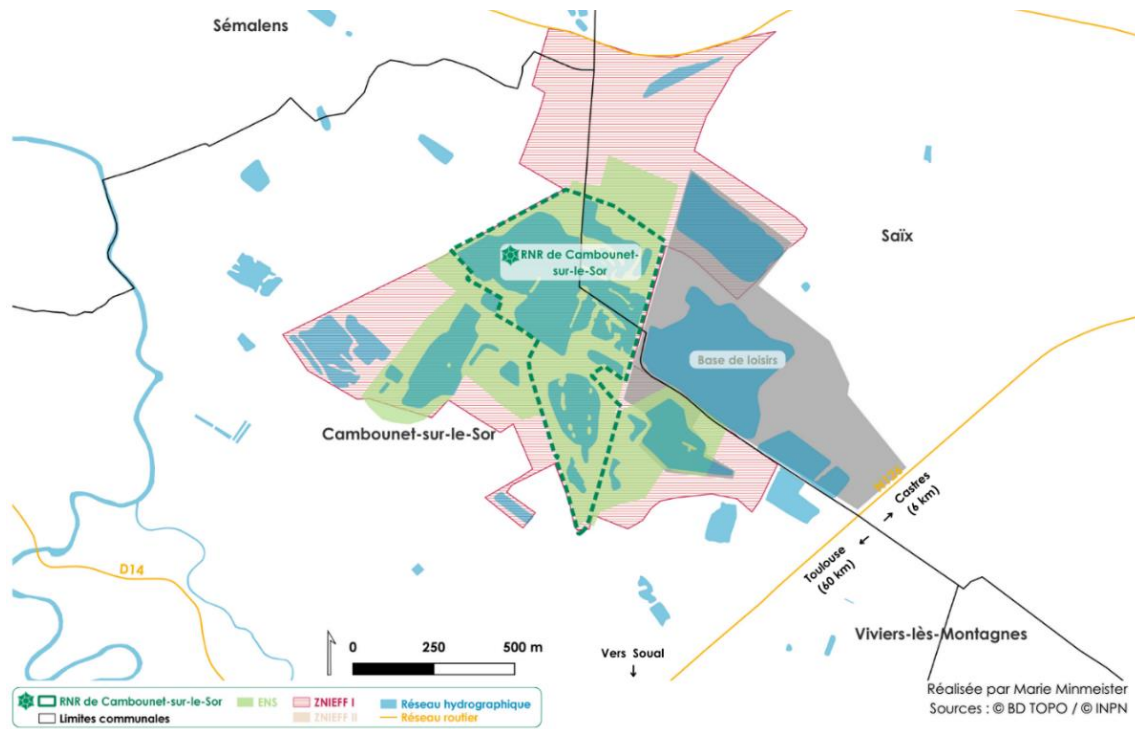 Sémalens
Saïx
RNR de Cambounet-
sur-le-Sor
Base de loisirs
Cambounet-sur-le-Sor
Castres
(6 km)
Toulouse
(60 km)
D14
Viviers-lès-Montagnes
0 250 500 m
Vers Soual
Réalisée par Marie Minmeister
Sources : © BD TOPO / © INPN
RNR de Cambounet-sur-le-Sor ENS ZNIEFF I Réseau hydrographique
Limites communales ZNIEFF II Réseau routier